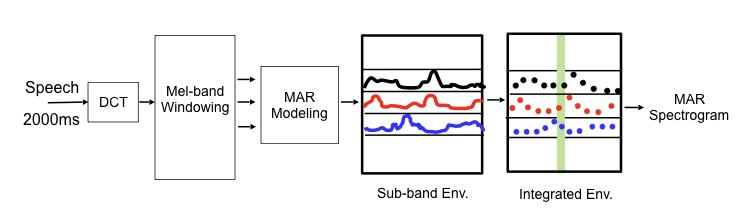 Speech
2000ms
DCT
Mel-band
Windowing
MAR
Modeling
Sub-band Env.
Integrated Env.
MAR
Spectrogram